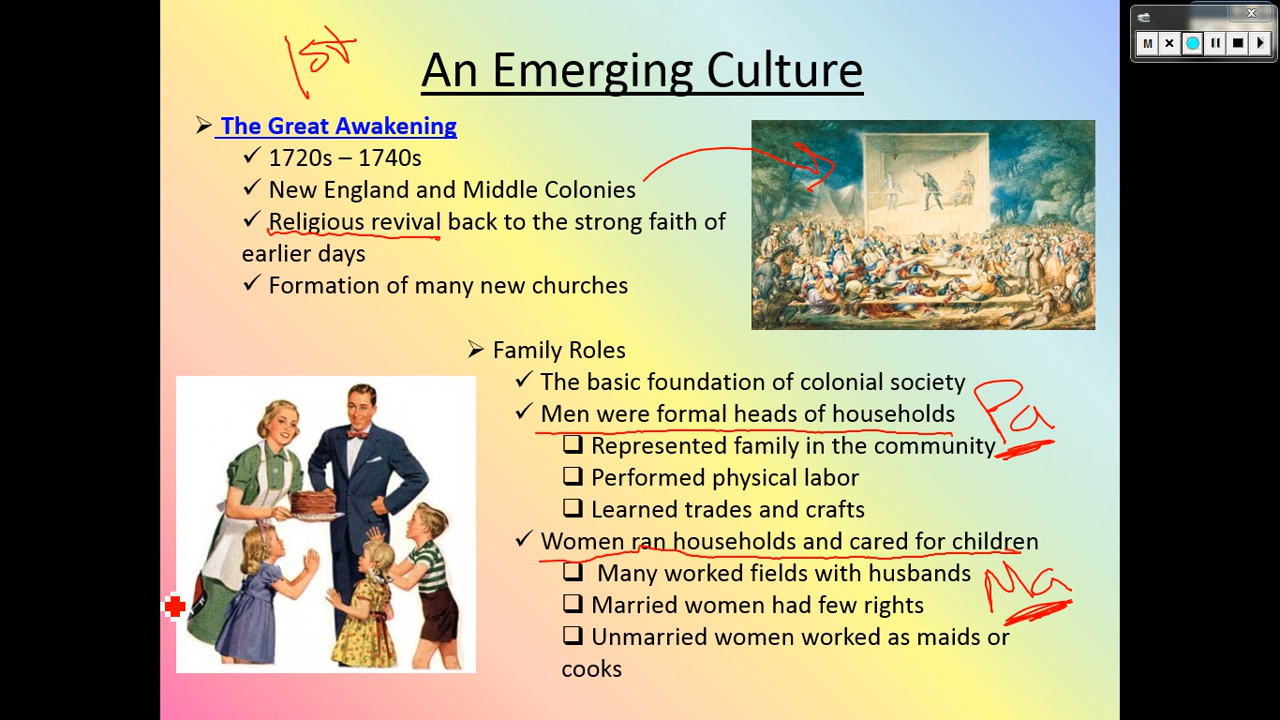 1st
An Emerging Culture
➢ The Great Awakening
✓ 1720s – 1740s
✓ New England and Middle Colonies
✓ Religious revival back to the strong faith of
earlier days
✓ Formation of many new churches
➢ Family Roles
✓ The basic foundation of colonial society
✓ Men were formal heads of households
Pa
❑ Represented family in the community
❑ Performed physical labor
❑ Learned trades and crafts
✓ Women ran households and cared for children
❑ Many worked fields with husbands
Ma
❑ Married women had few rights
❑ Unmarried women worked as maids or
cooks
M